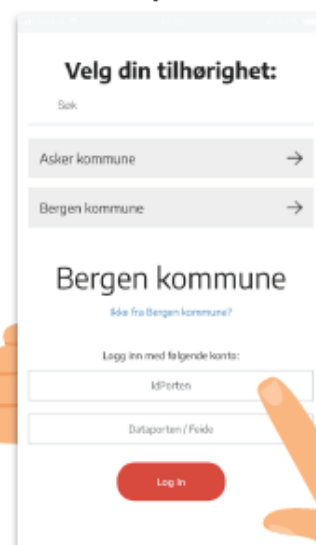 Velg din tilhørighet:
Søk
Asker kommune
Bergen kommune
Bergen kommune
Ikke fra Bergen kommune?
Logg inn med følgende konto:
IdPorten
Dataporten / Feide
Log In